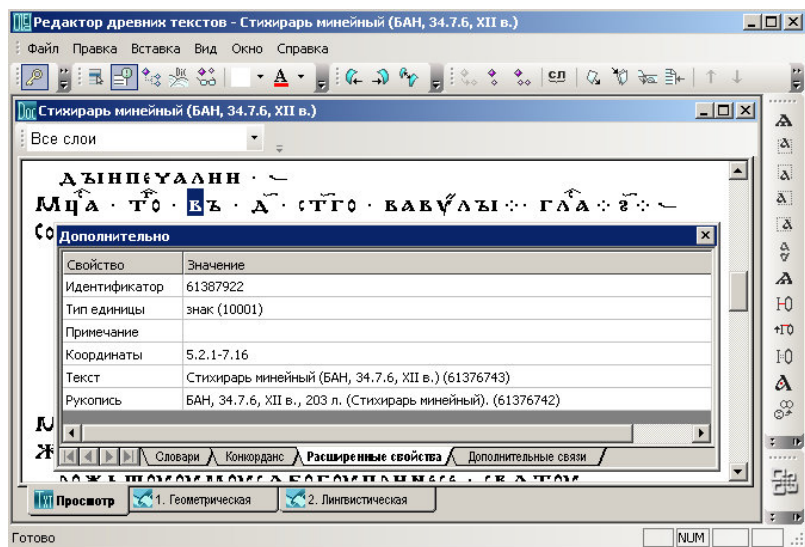 Редактор древних текстов - Стихирарь минейный (БАН, 34.7.6, XII в.)
Файл Правка Вставка Вид Окно Справка
Стихирарь минейный (БАН, 34.7.6, XII в.)
Все слои
Дополнительно
Свойство Значение
Идентификатор 61387922
Тип единицы знак (10001)
Примечание
Координаты 5.2.1-7.16
Текст Стихирарь минейный (БАН, 34.7.6, XII в.) (61376743)
Рукопись БАН, 34.7.6, XII в., 203 л. (Стихирарь минейный). (61376742)
Словари Конкорданс Расширенные свойства Дополнительные связи
Просмотр 1. Геометрическая 2. Лингвистическая
Готово NUM